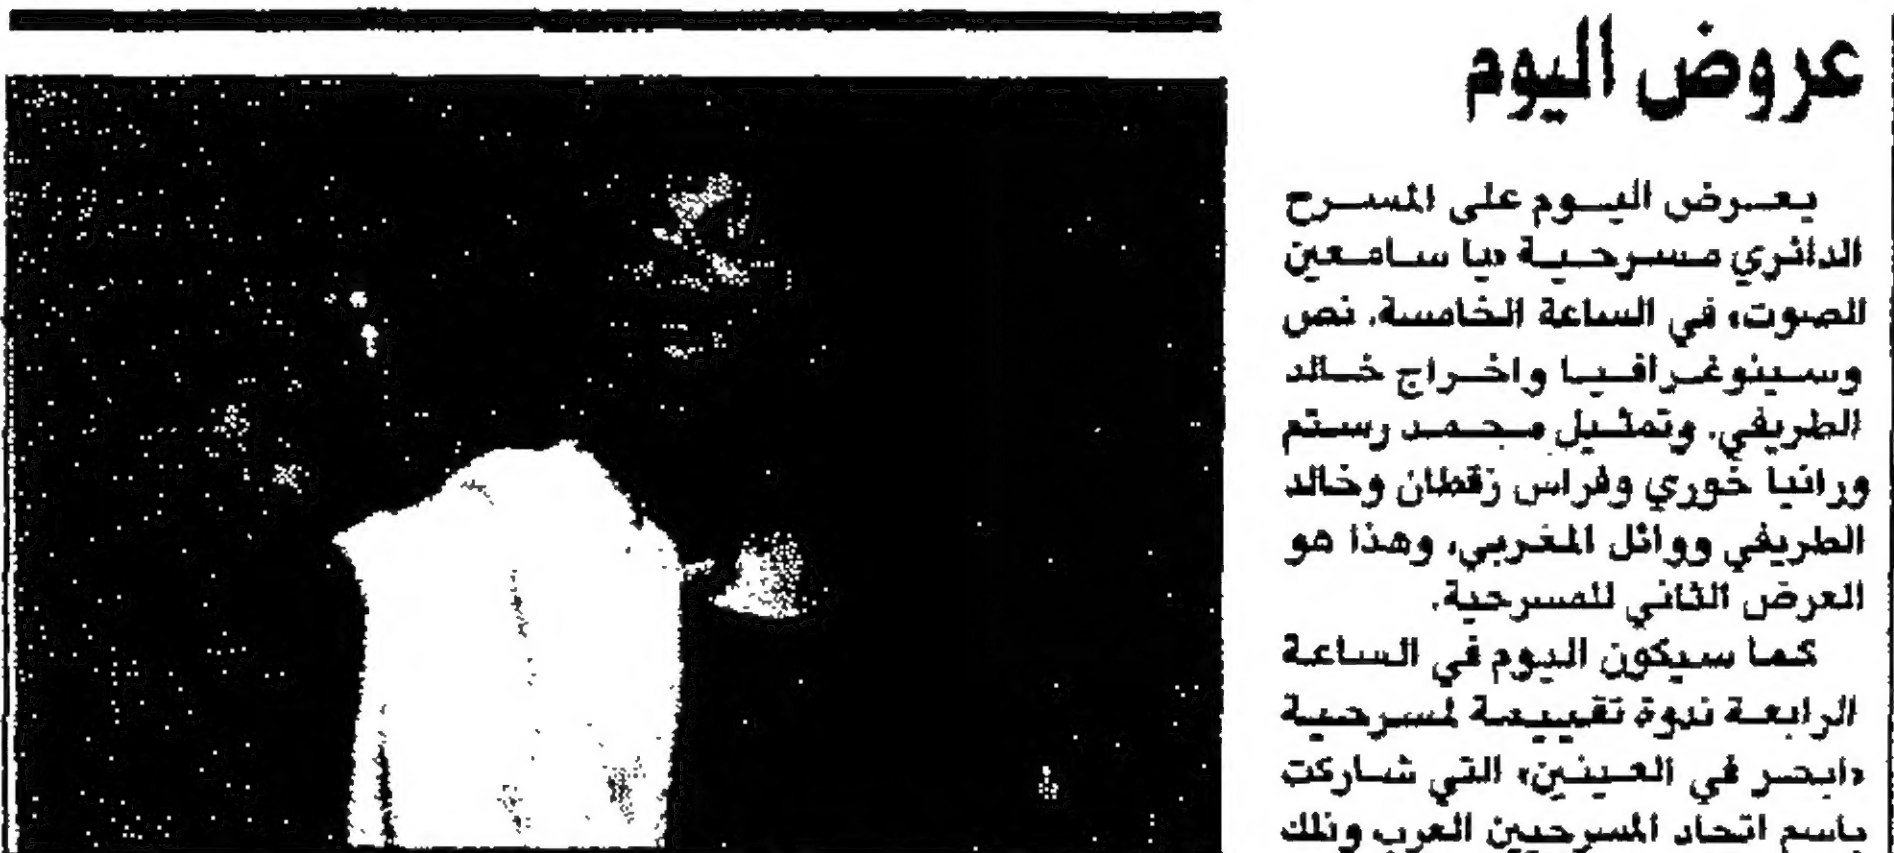 عروض اليوم
يعرض اليوم على المسرح
الدائري مسرحية «يا سامعين
الصوت» في الساعة الخامسة. نص
وسينوغرافيا واخراج خالد
الطريفي. وتمثيل محمد رستم
ورانيا خوري وفراس زقطان وخالد
الطريفي ووائل المغربي، وهذا هو
العرض الثاني للمسرحية.
كما سيكون اليوم في الساعة
الرابعة ندوة تقييمة لمسرحية
«ابحر في العينين» التي شاركت
باسم اتحاد المسرحيين العرب وذلك